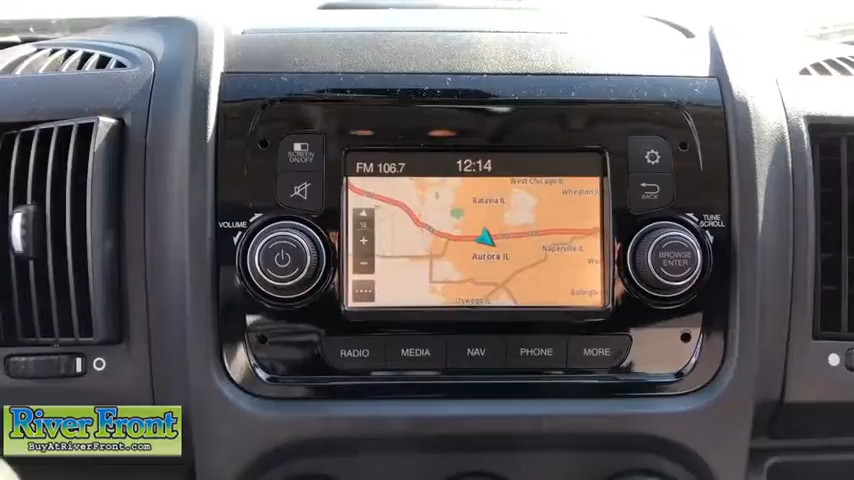 SCREEN
ON/OFF
FM 106.7
12:14
BACK
VOLUME
TUNE
SCROLL
BROWSE
ENTER
West Chicago IL
Wheaton IL
Batavia IL
Naperville IL
Aurora IL
Oswego IL
RADIO
MEDIA
NAV
PHONE
MORE
River Front
BuyAtRiverFront.com